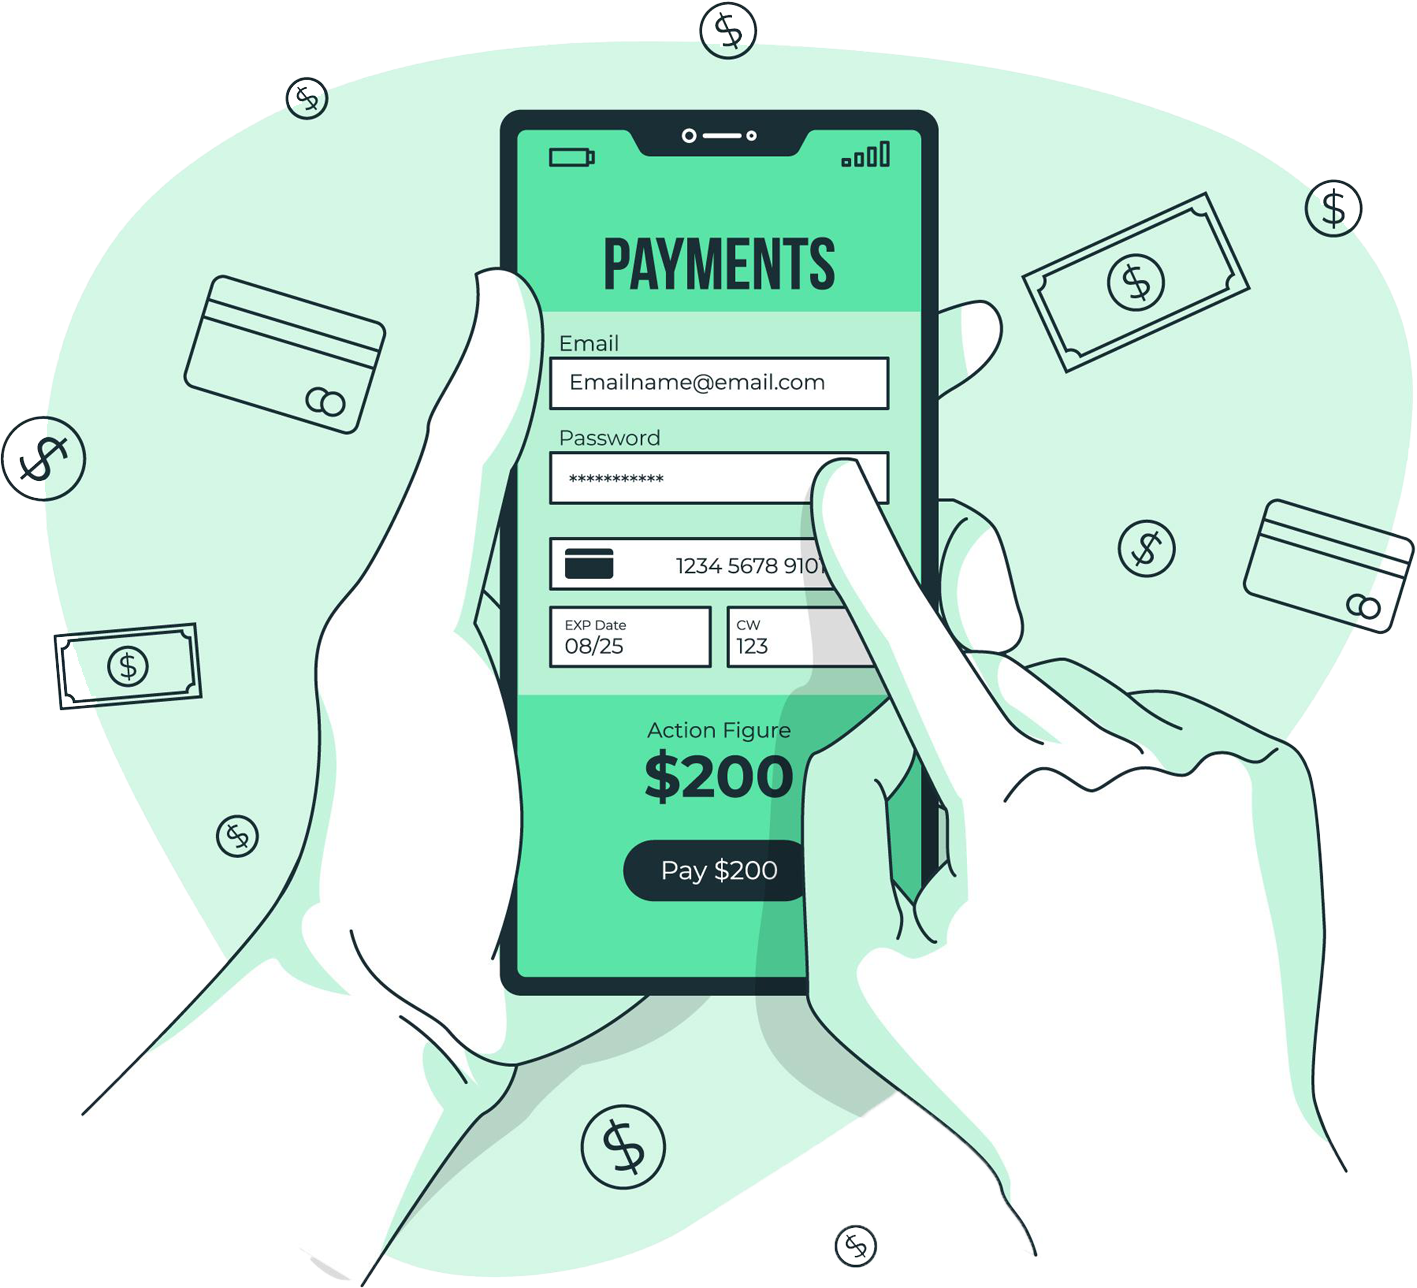 PAYMENTS
Email
Emailname@email.com
Password
***********
1234 5678 9101
EXP Date
08/25
CW
123
Action Figure
$200
Pay $200